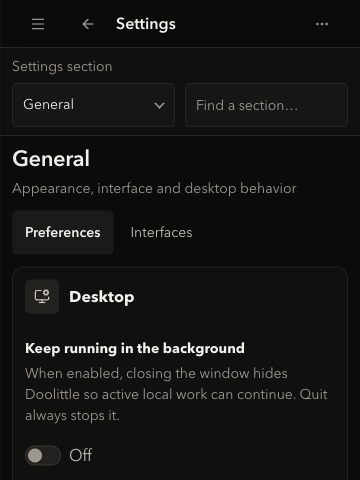 Settings
Settings section
General
Find a section…
General
Appearance, interface and desktop behavior
Preferences
Interfaces
Desktop
Keep running in the background
When enabled, closing the window hides
Doolittle so active local work can continue. Quit
always stops it.
Off